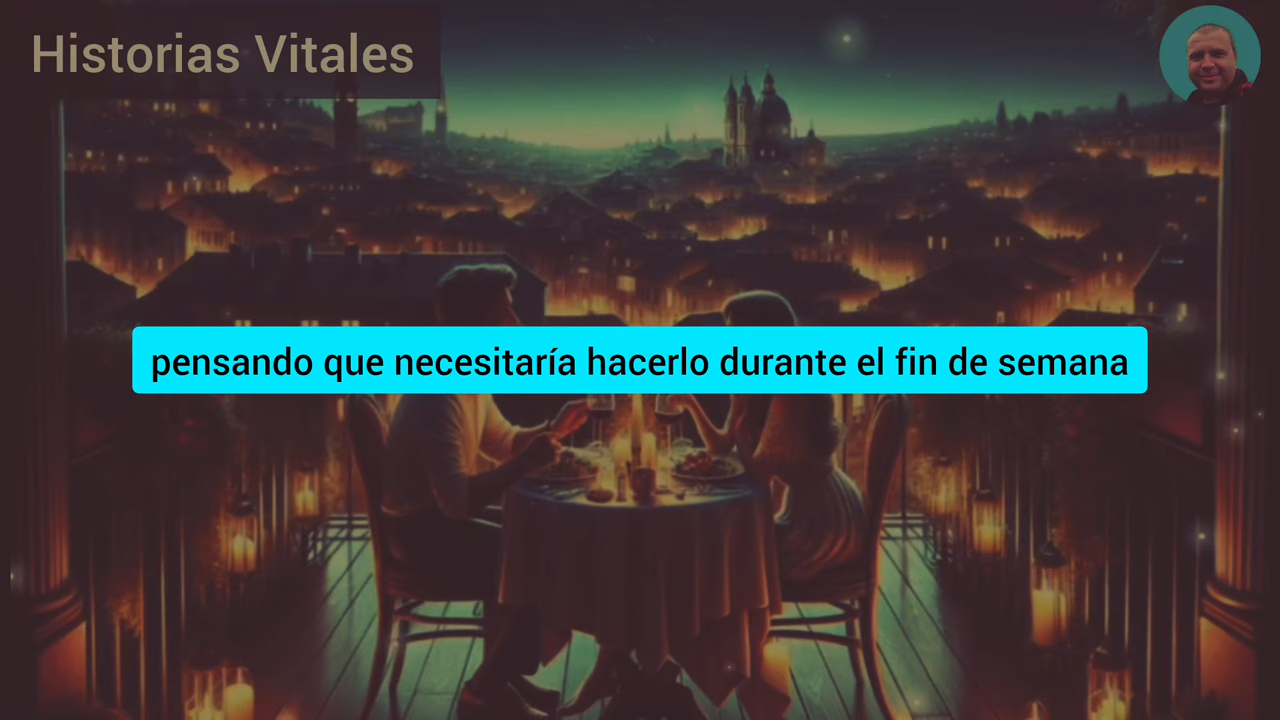 Historias Vitales
pensando que necesitaría hacerlo durante el fin de semana